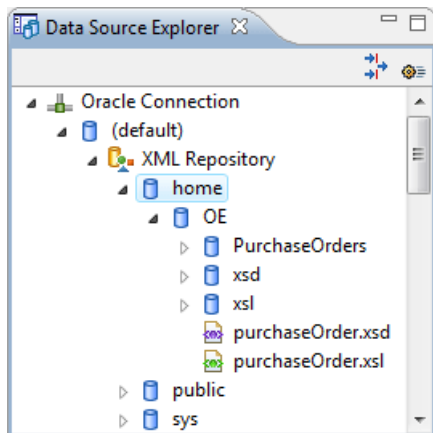 Data Source Explorer
Oracle Connection
(default)
XML Repository
home
OE
PurchaseOrders
xsd
xsl
purchaseOrder.xsd
purchaseOrder.xsl
public
sys